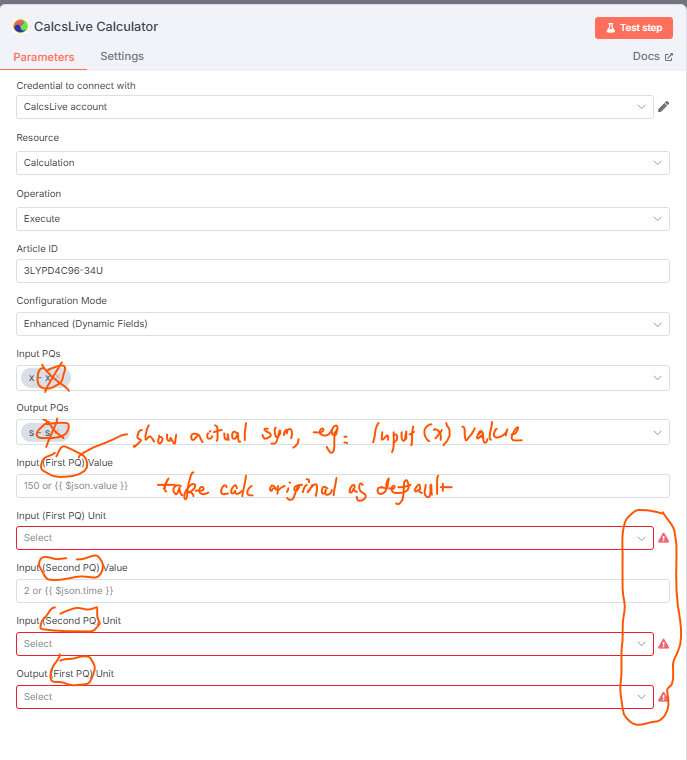 CalcsLive Calculator
Test step
Parameters Settings Docs
Credential to connect with
CalcsLive account
Resource
Calculation
Operation
Execute
Article ID
3LYPD4C96-34U
Configuration Mode
Enhanced (Dynamic Fields)
Input PQs
x - x
Output PQs
s - s
show actual sym, eg: Input (x) Value
Input (First PQ) Value
150 or {{ $json.value }} take calc original as default
Input (First PQ) Unit
Select
Input (Second PQ) Value
2 or {{ $json.time }}
Input (Second PQ) Unit
Select
Output (First PQ) Unit
Select